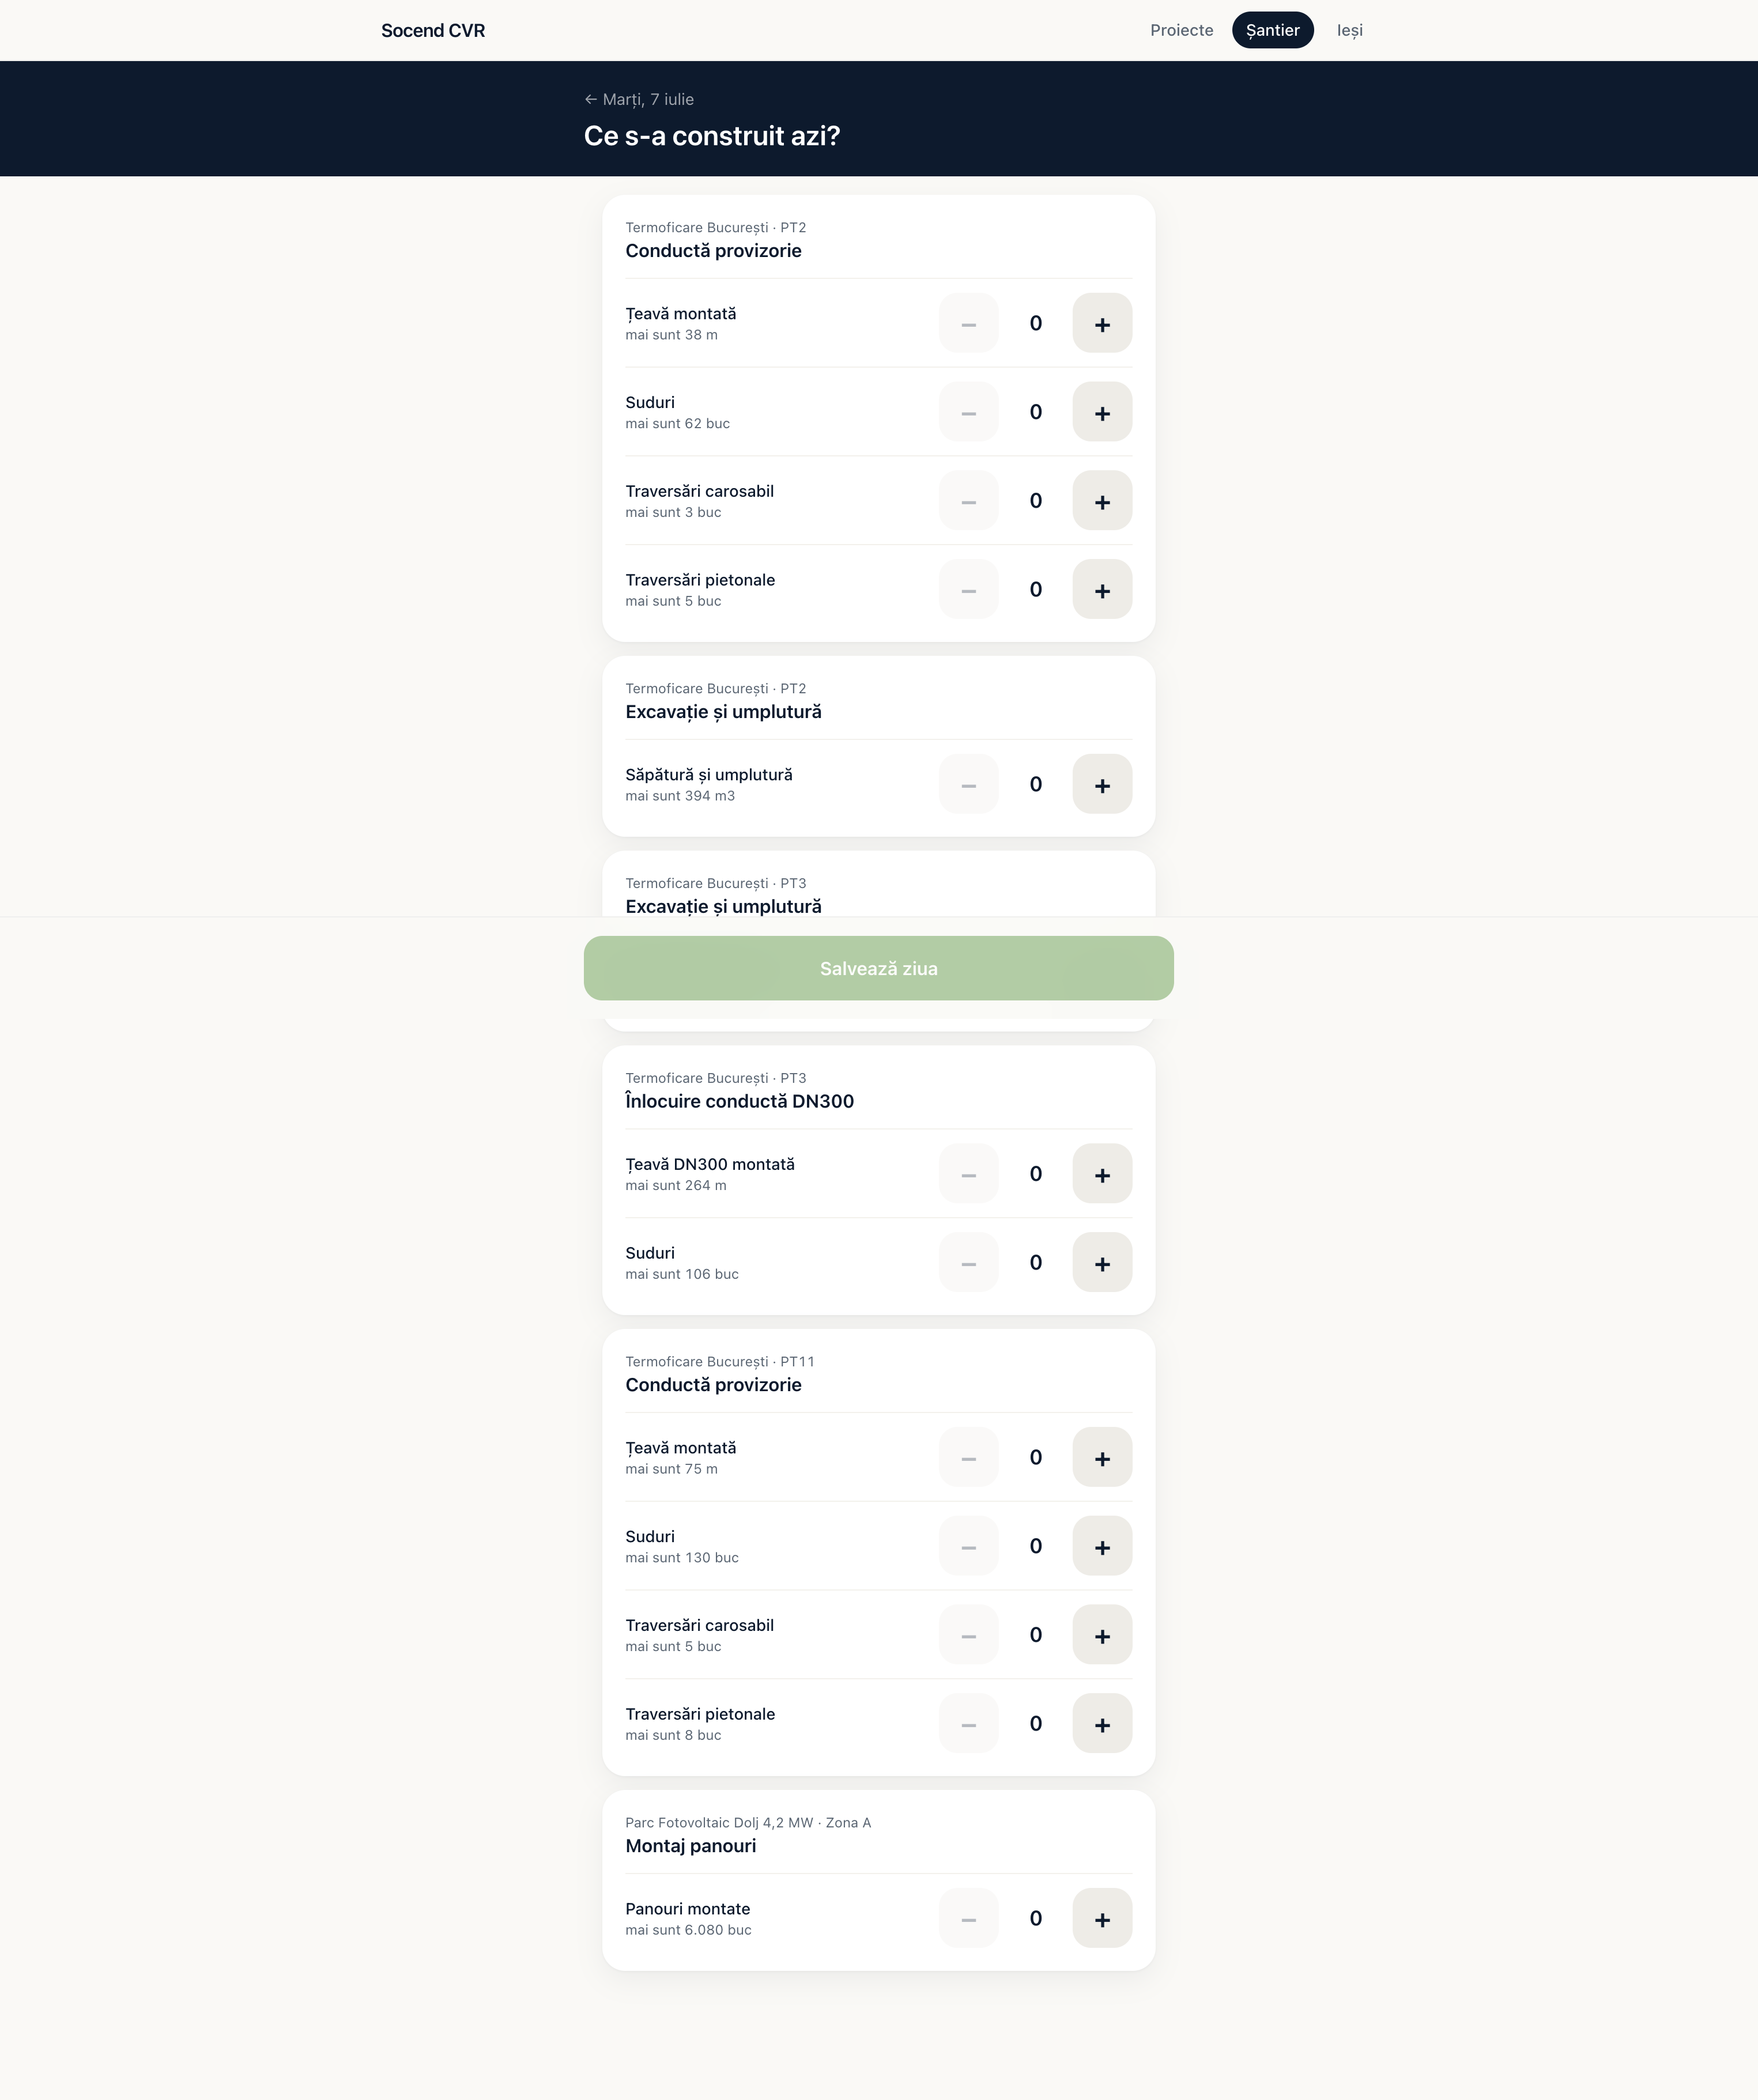 Socend CVR
Proiecte
Șantier
Ieși
← Marți, 7 iulie
Ce s-a construit azi?
Termoficare București · PT2
Conductă provizorie
Țeavă montată
mai sunt 38 m
– 0 +
Suduri
mai sunt 62 buc
– 0 +
Traversări carosabil
mai sunt 3 buc
– 0 +
Traversări pietonale
mai sunt 5 buc
– 0 +
Termoficare București · PT2
Excavație și umplutură
Săpătură și umplutură
mai sunt 394 m3
– 0 +
Termoficare București · PT3
Excavație și umplutură
Salvează ziua
Termoficare București · PT3
Înlocuire conductă DN300
Țeavă DN300 montată
mai sunt 264 m
– 0 +
Suduri
mai sunt 106 buc
– 0 +
Termoficare București · PT11
Conductă provizorie
Țeavă montată
mai sunt 75 m
– 0 +
Suduri
mai sunt 130 buc
– 0 +
Traversări carosabil
mai sunt 5 buc
– 0 +
Traversări pietonale
mai sunt 8 buc
– 0 +
Parc Fotovoltaic Dolj 4,2 MW · Zona A
Montaj panouri
Panouri montate
mai sunt 6.080 buc
– 0 +